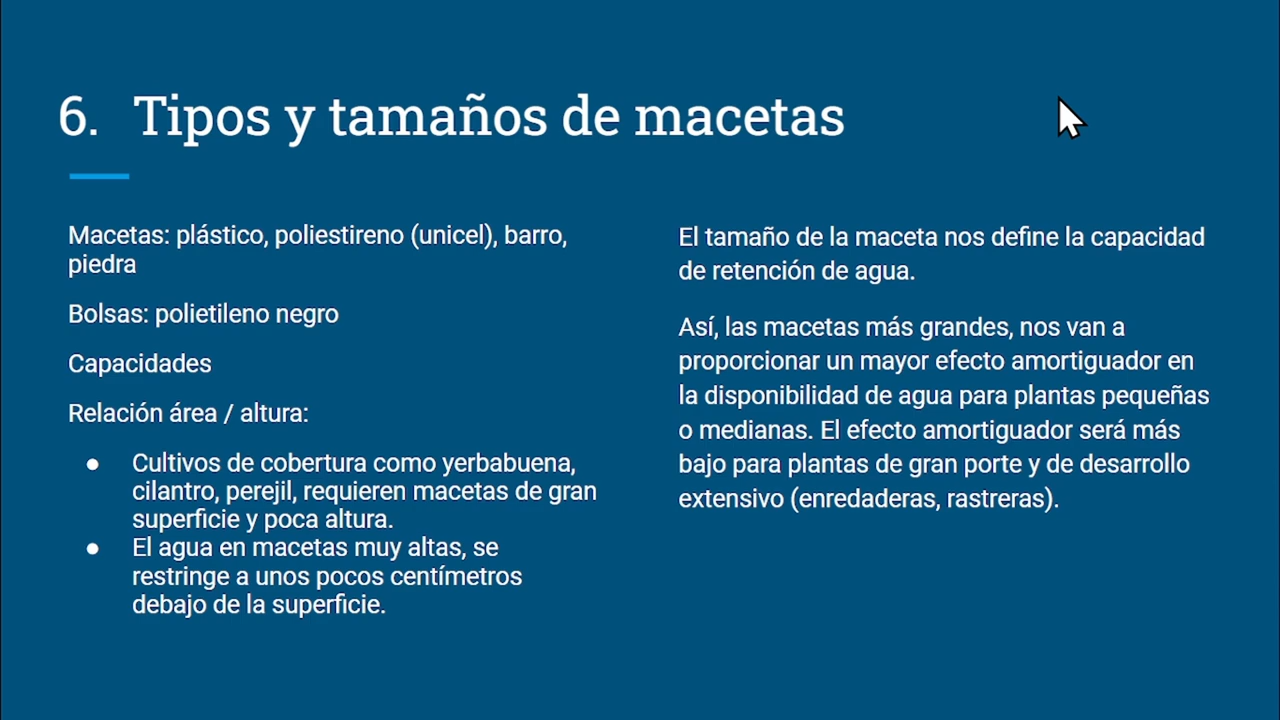 6. Tipos y tamaños de macetas
Macetas: plástico, poliestireno (unicel), barro,
piedra
Bolsas: polietileno negro
Capacidades
Relación área / altura:
● Cultivos de cobertura como yerbabuena,
cilantro, perejil, requieren macetas de gran
superficie y poca altura.
● El agua en macetas muy altas, se
restringe a unos pocos centímetros
debajo de la superficie.
El tamaño de la maceta nos define la capacidad
de retención de agua.
Así, las macetas más grandes, nos van a
proporcionar un mayor efecto amortiguador en
la disponibilidad de agua para plantas pequeñas
o medianas. El efecto amortiguador será más
bajo para plantas de gran porte y de desarrollo
extensivo (enredaderas, rastreras).